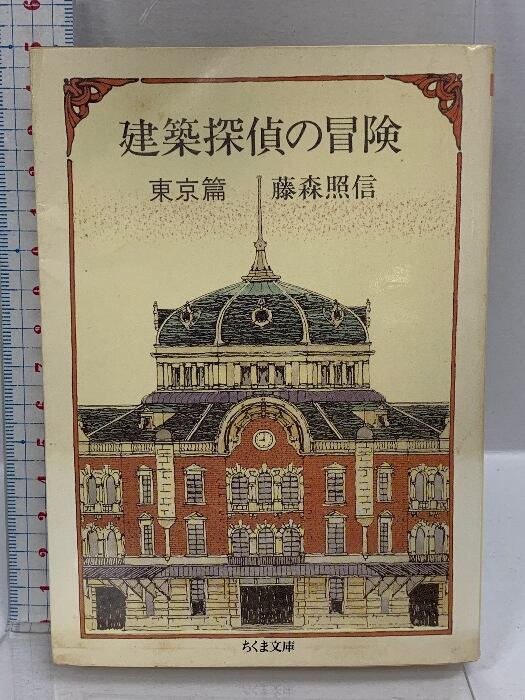 建築探偵の冒険
東京篇 藤森照信
ちくま文庫